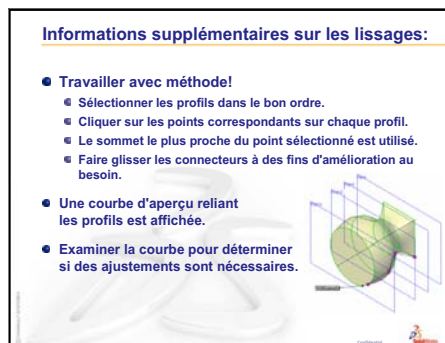 Informations supplémentaires sur les lissages:
Travailler avec méthode!
Sélectionner les profils dans le bon ordre.
Cliquer sur les points correspondants sur chaque profil.
Le sommet le plus proche du point sélectionné est utilisé.
Faire glisser les connecteurs à des fins d'amélioration au
besoin.
Une courbe d'aperçu reliant
les profils est affichée.
Examiner la courbe pour déterminer
si des ajustements sont nécessaires.
Confidential
SolidWorks